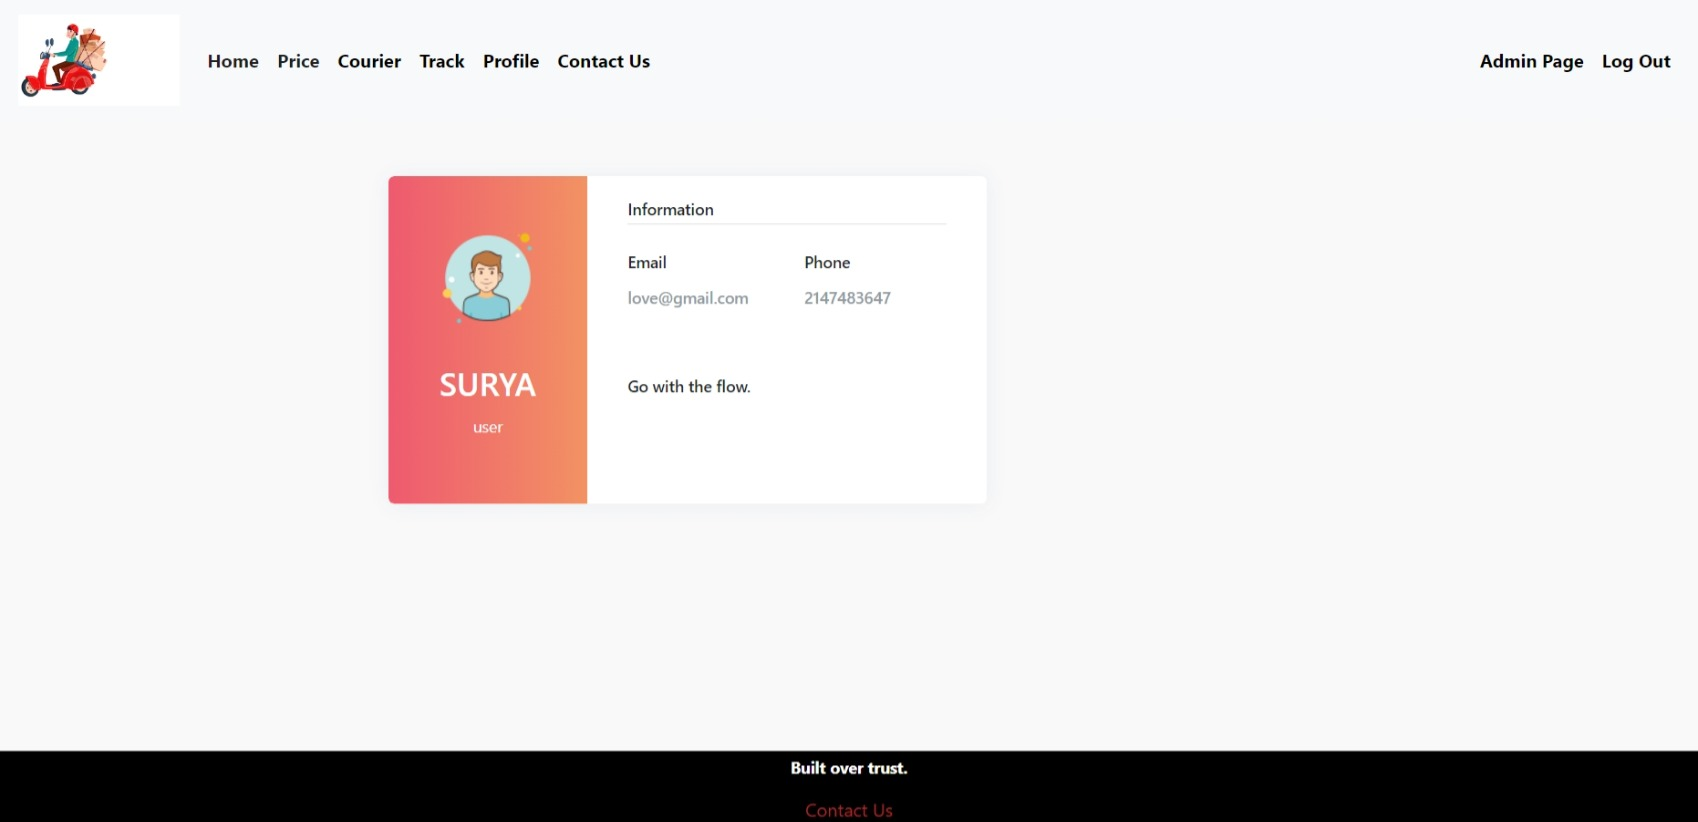 Home Price Courier Track Profile Contact Us Admin Page Log Out
Information
Email Phone
love@gmail.com 2147483647
SURYA
Go with the flow.
user
Built over trust.
Contact Us